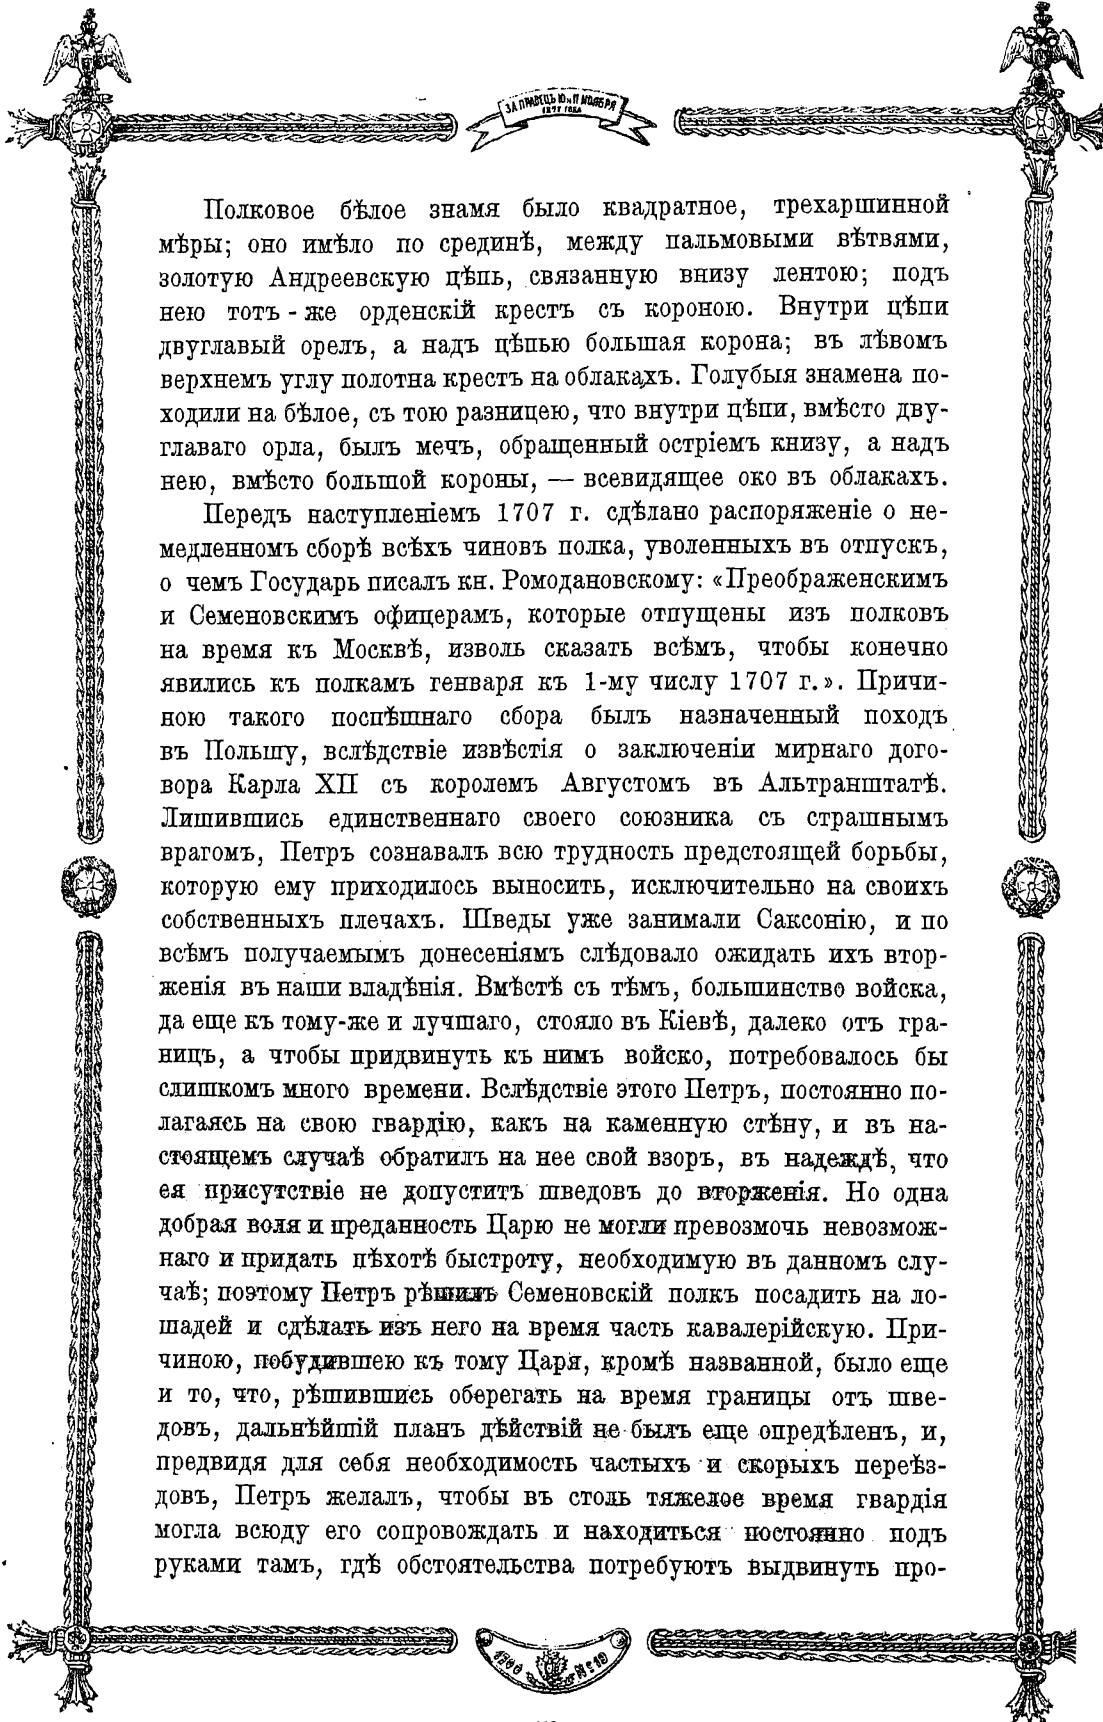 ЗА ПРАВЕЦЪ 10 и 11 НОЯБРЯ
1877 ГОДА
Полковое бѣлое знамя было квадратное, трехаршинной
мѣры; оно имѣло по срединѣ, между пальмовыми вѣтвями,
золотую Андреевскую цѣпь, связанную внизу лентою; подъ
нею тотъ - же орденскій крестъ съ короною. Внутри цѣпи
двуглавый орелъ, а надъ цѣпью большая корона; въ лѣвомъ
верхнемъ углу полотна крестъ на облакахъ. Голубыя знамена по-
ходили на бѣлое, съ тою разницею, что внутри цѣпи, вмѣсто дву-
главаго орла, былъ мечъ, обращенный остріемъ книзу, а надъ
нею, вмѣсто большой короны, — всевидящее око въ облакахъ.
Передъ наступленіемъ 1707 г. сдѣлано распоряженіе о не-
медленномъ сборѣ всѣхъ чиновъ полка, уволенныхъ въ отпускъ,
о чемъ Государь писалъ кн. Ромодановскому: «Преображенскимъ
и Семеновскимъ офицерамъ, которые отпущены изъ полковъ
на время къ Москвѣ, изволь сказать всѣмъ, чтобы конечно
явились къ полкамъ генваря къ 1-му числу 1707 г.». Причи-
ною такого поспѣшнаго сбора былъ назначенный походъ
въ Польшу, вслѣдствіе извѣстія о заключеніи мирнаго дого-
вора Карла XII съ королемъ Августомъ въ Альтранштатѣ.
Лишившись единственнаго своего союзника съ страшнымъ
врагомъ, Петръ сознавалъ всю трудность предстоящей борьбы,
которую ему приходилось выносить, исключительно на своихъ
собственныхъ плечахъ. Шведы уже занимали Саксонію, и по
всѣмъ получаемымъ донесеніямъ слѣдовало ожидать ихъ втор-
женія въ наши владѣнія. Вмѣстѣ съ тѣмъ, большинство войска,
да еще къ тому-же и лучшаго, стояло въ Кіевѣ, далеко отъ гра-
ницъ, а чтобы придвинуть къ нимъ войско, потребовалось бы
слишкомъ много времени. Вслѣдствіе этого Петръ, постоянно по-
лагаясь на свою гвардію, какъ на каменную стѣну, и въ на-
стоящемъ случаѣ обратилъ на нее свой взоръ, въ надеждѣ, что
ея присутствіе не допуститъ шведовъ до вторженія. Но одна
добрая воля и преданность Царю не могли превозмочь невозмож-
наго и придать пѣхотѣ быстроту, необходимую въ данномъ слу-
чаѣ; поэтому Петръ рѣшилъ Семеновскій полкъ посадить на ло-
шадей и сдѣлать изъ него на время часть кавалерійскую. При-
чиною, побудившею къ тому Царя, кромѣ названной, было еще
и то, что, рѣшившись оберегать на время границы отъ шве-
довъ, дальнѣйшій планъ дѣйствій не былъ еще опредѣленъ, и,
предвидя для себя необходимость частыхъ и скорыхъ переѣз-
довъ, Петръ желалъ, чтобы въ столь тяжелое время гвардія
могла всюду его сопровождать и находиться постоянно подъ
руками тамъ, гдѣ обстоятельства потребуютъ выдвинуть про-
1700 № 19